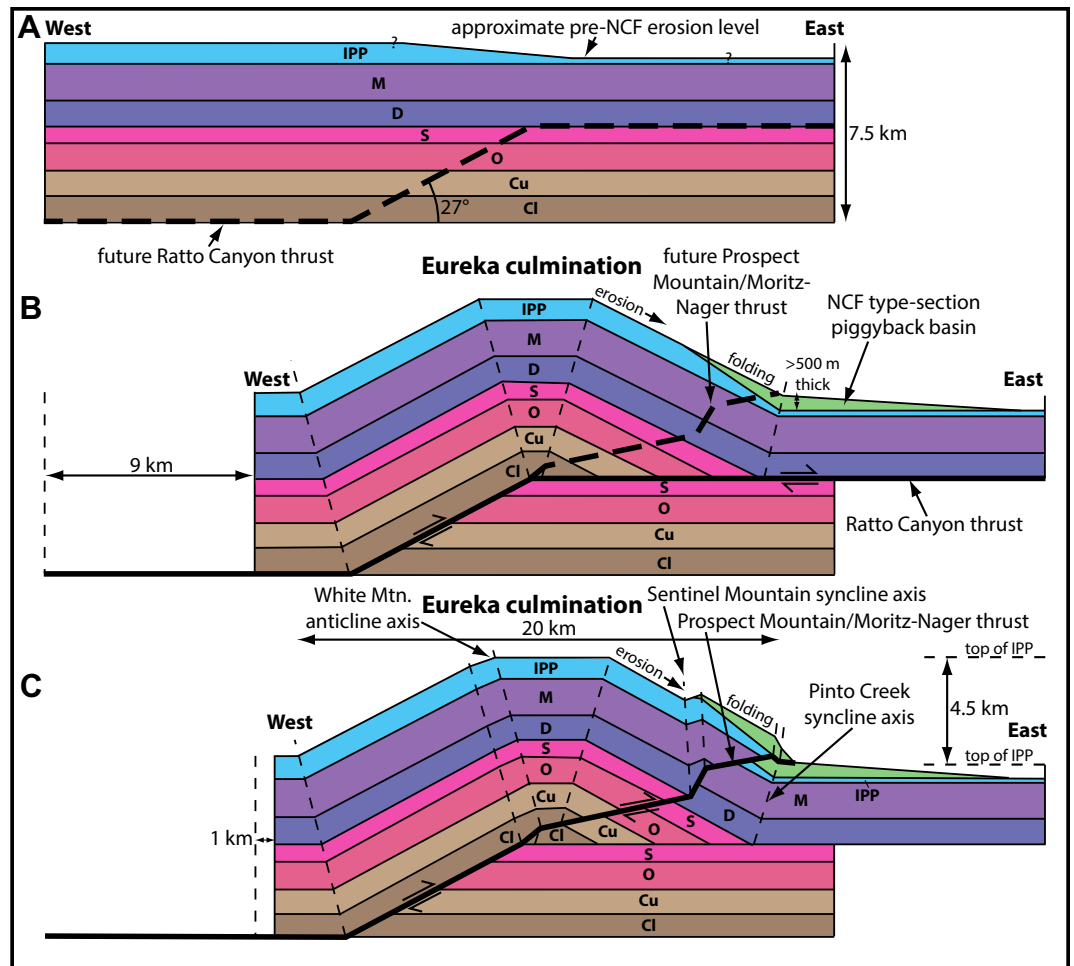 A
West
approximate pre-NCF erosion level
East
?
IPP
?
M
D
S
O
Cu
Cl
27°
7.5 km
future Ratto Canyon thrust
B
Eureka culmination
future Prospect
Mountain/Moritz-
Nager thrust
NCF type-section
piggyback basin
erosion
folding
>500 m
thick
West
East
IPP
M
D
S
O
Cu
Cl
9 km
S
O
Cu
Cl
Ratto Canyon thrust
C
White Mtn.
anticline axis
Eureka culmination
20 km
Sentinel Mountain syncline axis
Prospect Mountain/Moritz-Nager thrust
top of IPP
erosion
folding
Pinto Creek
syncline axis
4.5 km
West
East
top of IPP
IPP
M
D
S
O
Cu
Cl
Cl
Cu
O
S
D
M
IPP
1 km
S
O
Cu
Cl